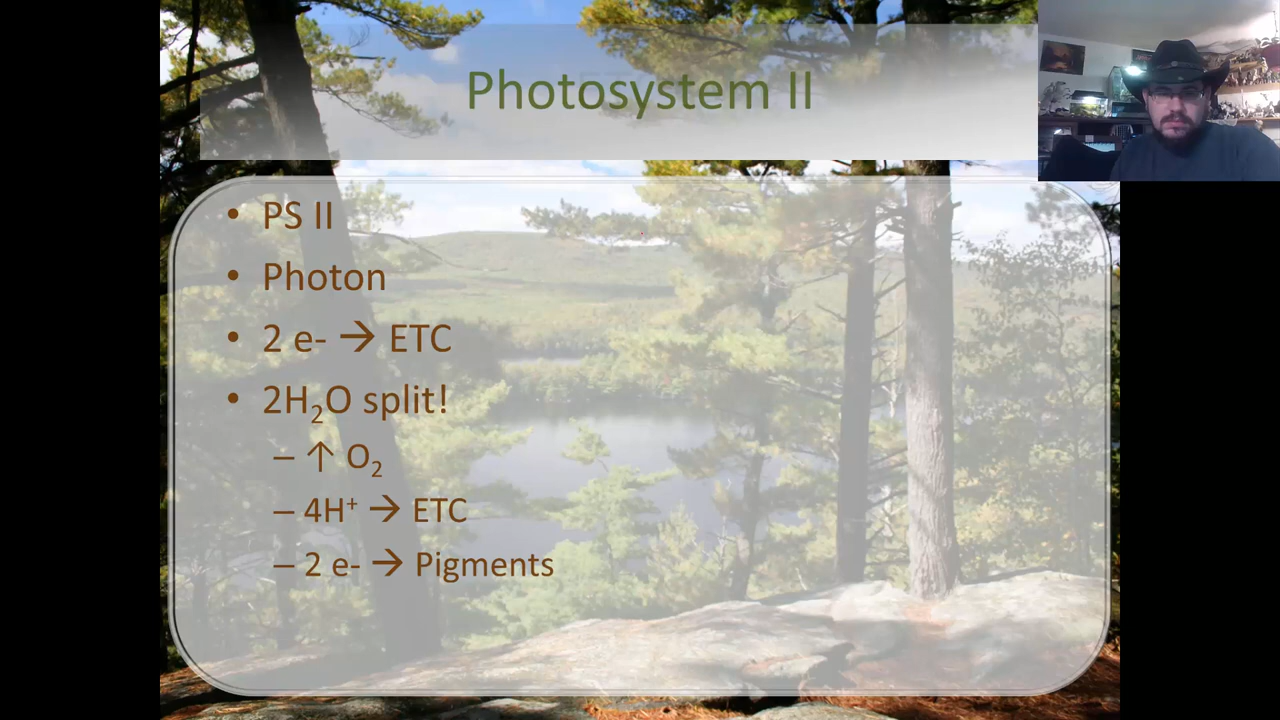 Photosystem II
• PS II
• Photon
• 2 e- → ETC
• 2H₂O split!
– ↑ O₂
– 4H⁺ → ETC
– 2 e- → Pigments